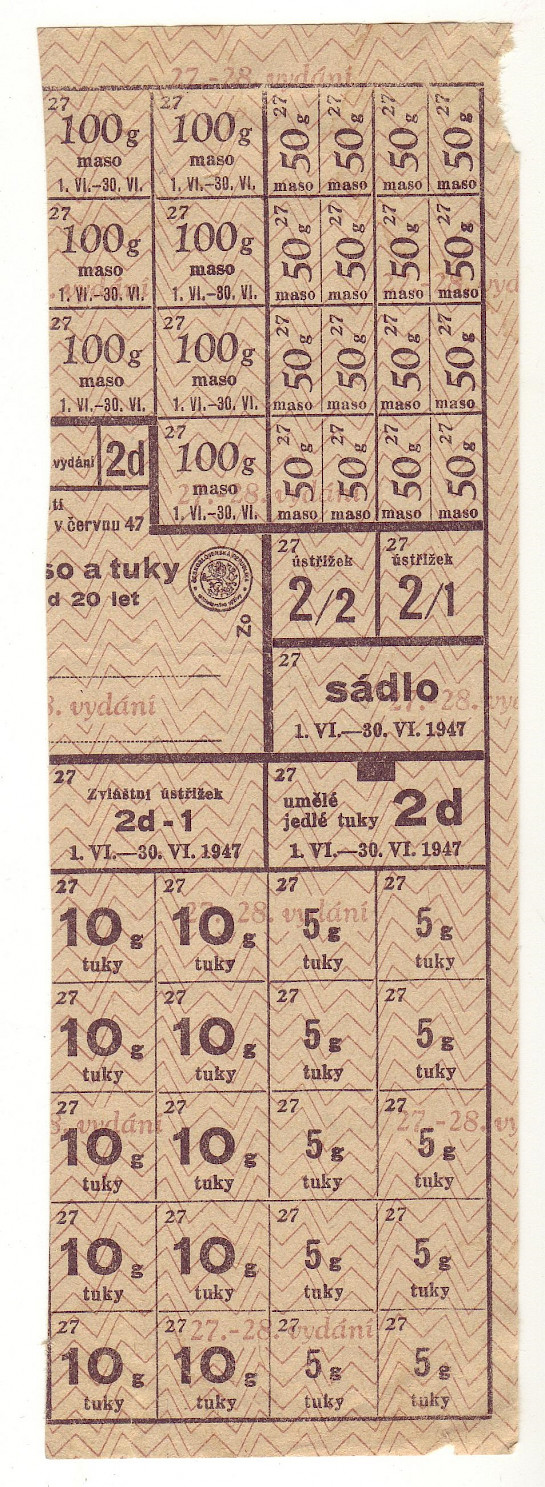 27.-28. vydání
27 27 27 27
100g 100g 50g 50g 50g 50g
maso maso maso maso maso maso
1. VI.–30. VI. 1. VI.–30. VI.
27 27 27 27
100g 100g 50g 50g 50g 50g
maso maso maso maso maso maso
1. VI.–30. VI. 1. VI.–30. VI.
27 27 27 27
100g 100g 50g 50g 50g 50g
maso maso maso maso maso maso
1. VI.–30. VI. 1. VI.–30. VI.
27
100g 50g 50g 50g 50g
maso maso maso maso maso
1. VI.–30. VI.
vydání 2d
tí
v červnu 47
so a tuky
d 20 let
Zo
27 27
ústřižek ústřižek
2/2 2/1
27
sádlo
1. VI.—30. VI. 1947
8. vydání 27.-28. vyd
27
Zvláštní ústřižek
2d-1
1. VI.—30. VI. 1947
27
umělé
jedlé tuky 2d
1. VI.—30. VI. 1947
27 27 27 27
10g 10g 5g 5g
tuky tuky tuky tuky
27 27 27 27
10g 10g 5g 5g
tuky tuky tuky tuky
27 27 27 27
10g 10g 5g 5g
tuky tuky tuky tuky
27 27 27 27
10g 10g 5g 5g
tuky tuky tuky tuky
27 27 27 27
10g 10g 5g 5g
tuky tuky tuky tuky
27.-28. vydání